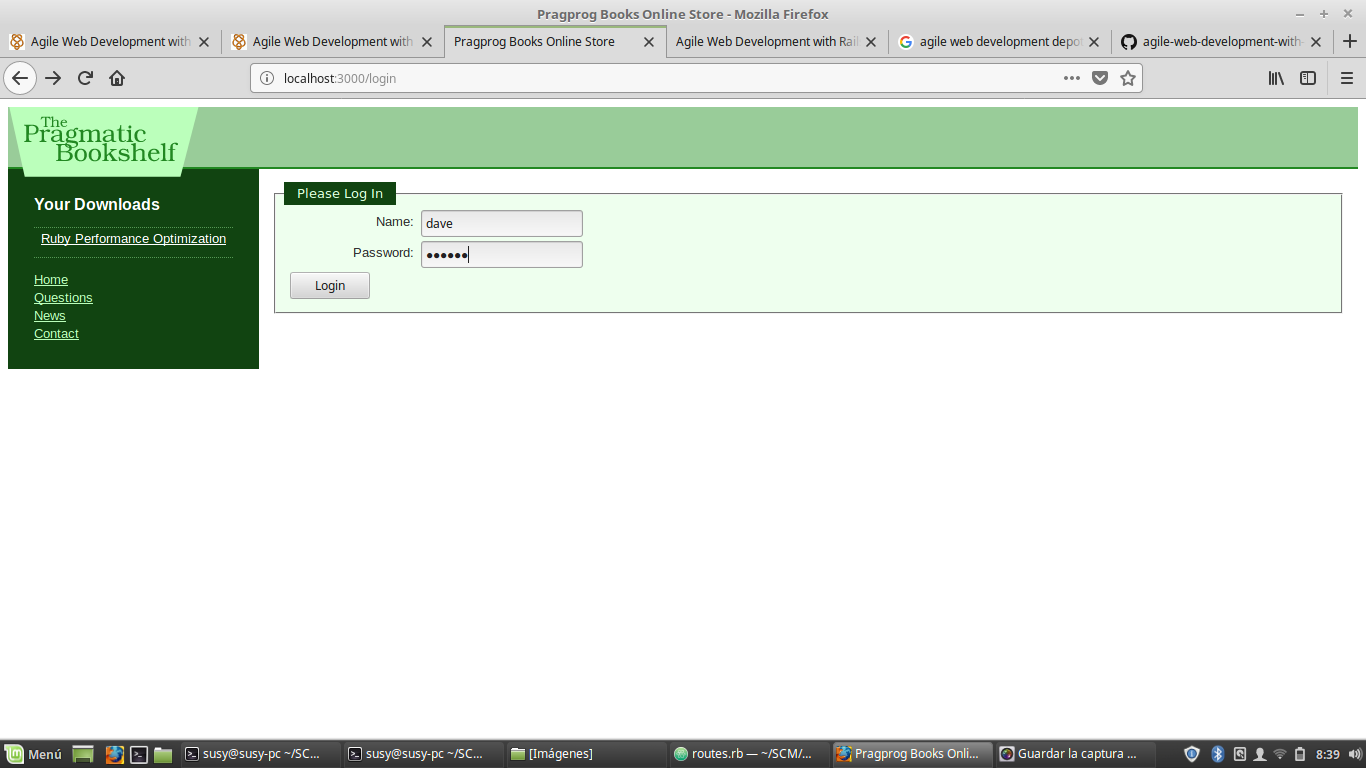 Pragprog Books Online Store - Mozilla Firefox
Agile Web Development with
Agile Web Development with
Pragprog Books Online Store
Agile Web Development with Rail
agile web development depot
agile-web-development-with-
localhost:3000/login
The
Pragmatic
Bookshelf
Your Downloads
Ruby Performance Optimization
Home
Questions
News
Contact
Please Log In
Name:
dave
Password:
••••••
Login
Menú
susy@susy-pc ~/SC...
susy@susy-pc ~/SC...
[Imágenes]
routes.rb — ~/SCM/...
Pragprog Books Onli...
Guardar la captura ...
8:39